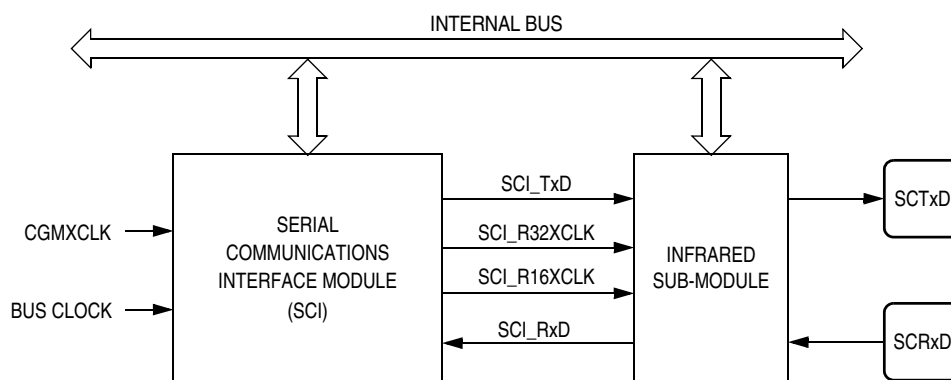 INTERNAL BUS
SCI_TxD
SCTxD
SERIAL
COMMUNICATIONS
INTERFACE MODULE
(SCI)
CGMXCLK
SCI_R32XCLK
INFRARED
SUB-MODULE
SCI_R16XCLK
BUS CLOCK
SCI_RxD
SCRxD